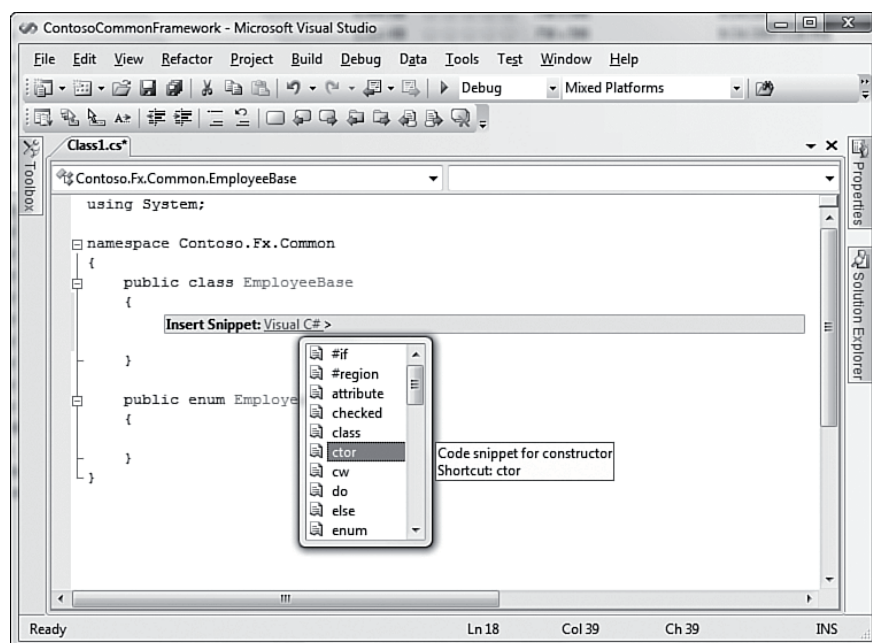 ContosoCommonFramework - Microsoft Visual Studio
File Edit View Refactor Project Build Debug Data Tools Test Window Help
Debug Mixed Platforms
Class1.cs*
Toolbox
Contoso.Fx.Common.EmployeeBase
Properties
Solution Explorer
using System;
namespace Contoso.Fx.Common
{
public class EmployeeBase
{
Insert Snippet: Visual C# >
}
public enum Employe
{
}
}
#if
#region
attribute
checked
class
ctor
cw
do
else
enum
Code snippet for constructor
Shortcut: ctor
Ready Ln 18 Col 39 Ch 39 INS